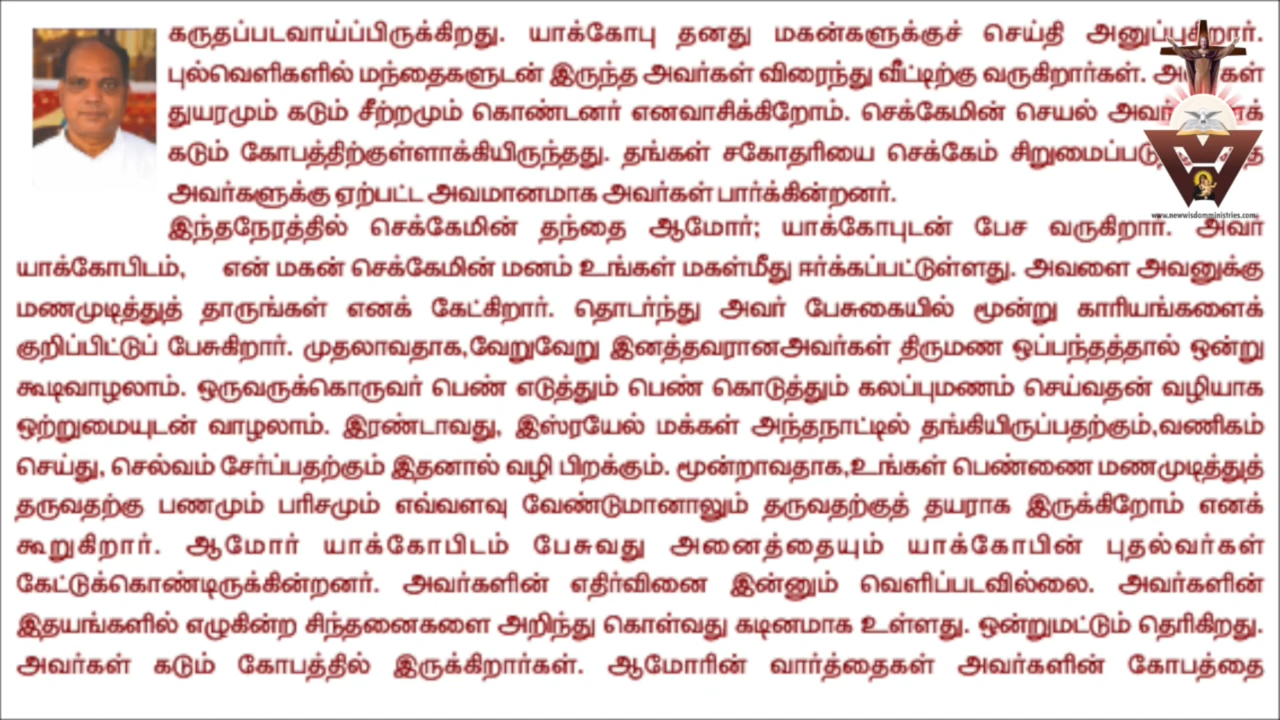 கருதப்படவாய்ப்பிருக்கிறது. யாக்கோபு தனது மகன்களுக்குச் செய்தி அனுப்புகிறார்.
புல்வெளிகளில் மந்தைகளுடன் இருந்த அவர்கள் விரைந்து வீட்டிற்கு வருகிறார்கள்.
துயரமும் கடும் சீற்றமும் கொண்டனர் எனவாசிக்கிறோம். செக்கேமின் செயல்
கடும் கோபத்திற்குள்ளாக்கியிருந்தது. தங்கள் சகோதரியை செக்கேம்
அவர்களுக்கு ஏற்பட்ட அவமானமாக அவர்கள் பார்க்கின்றனர்.
www.newwisdomministries.com
இந்தநேரத்தில் செக்கேமின் தந்தை ஆமோர்; யாக்கோபுடன் பேச வருகிறார். அவர்
யாக்கோபிடம், என் மகன் செக்கேமின் மனம் உங்கள் மகள்மீது ஈர்க்கப்பட்டுள்ளது. அவளை அவனுக்கு
மணமுடித்துத் தாருங்கள் எனக் கேட்கிறார். தொடர்ந்து அவர் பேசுகையில் மூன்று காரியங்களைக்
குறிப்பிட்டுப் பேசுகிறார். முதலாவதாக,வேறுவேறு இனத்தவரானஅவர்கள் திருமண ஒப்பந்தத்தால் ஒன்று
கூடிவாழலாம். ஒருவருக்கொருவர் பெண் எடுத்தும் பெண் கொடுத்தும் கலப்புமணம் செய்வதன் வழியாக
ஒற்றுமையுடன் வாழலாம். இரண்டாவது, இஸ்ரயேல் மக்கள் அந்தநாட்டில் தங்கியிருப்பதற்கும்,வணிகம்
செய்து, செல்வம் சேர்ப்பதற்கும் இதனால் வழி பிறக்கும். மூன்றாவதாக,உங்கள் பெண்ணை மணமுடித்துத்
தருவதற்கு பணமும் பரிசமும் எவ்வளவு வேண்டுமானாலும் தருவதற்குத் தயராக இருக்கிறோம் எனக்
கூறுகிறார். ஆமோர் யாக்கோபிடம் பேசுவது அனைத்தையும் யாக்கோபின் புதல்வர்கள்
கேட்டுக்கொண்டிருக்கின்றனர். அவர்களின் எதிர்வினை இன்னும் வெளிப்படவில்லை. அவர்களின்
இதயங்களில் எழுகின்ற சிந்தனைகளை அறிந்து கொள்வது கடினமாக உள்ளது. ஒன்றுமட்டும் தெரிகிறது.
அவர்கள் கடும் கோபத்தில் இருக்கிறார்கள். ஆமோரின் வார்த்தைகள் அவர்களின் கோபத்தை